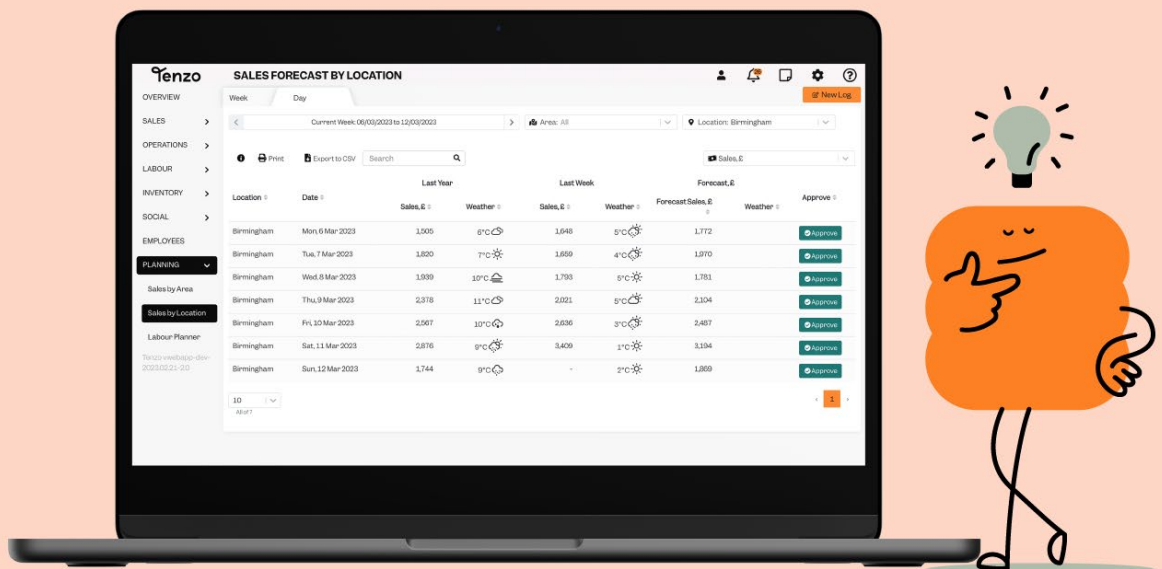 Tenzo
SALES FORECAST BY LOCATION
OVERVIEW
SALES
OPERATIONS
LABOUR
INVENTORY
SOCIAL
EMPLOYEES
PLANNING
Sales by Area
Sales by Location
Labour Planner
Week Day
New Log
Current Week: 06/03/2023 to 12/03/2023 Area: All Location: Birmingham
Print Export to CSV Search Sales, £
Last Year Last Week Forecast, £
Location Date Sales, £ Weather Sales, £ Weather Forecast Sales, £ Weather Approve
Birmingham Mon, 6 Mar 2023 1,505 6°C 1,648 5°C 1,772 Approve
Birmingham Tue, 7 Mar 2023 1,820 7°C 1,659 4°C 1,970 Approve
Birmingham Wed, 8 Mar 2023 1,939 10°C 1,793 5°C 1,781 Approve
Birmingham Thu, 9 Mar 2023 2,378 11°C 2,021 5°C 2,104 Approve
Birmingham Fri, 10 Mar 2023 2,567 10°C 2,636 3°C 2,487 Approve
Birmingham Sat, 11 Mar 2023 2,876 9°C 3,409 1°C 3,194 Approve
Birmingham Sun, 12 Mar 2023 1,744 9°C - 2°C 1,869 Approve
10 1
All of 7